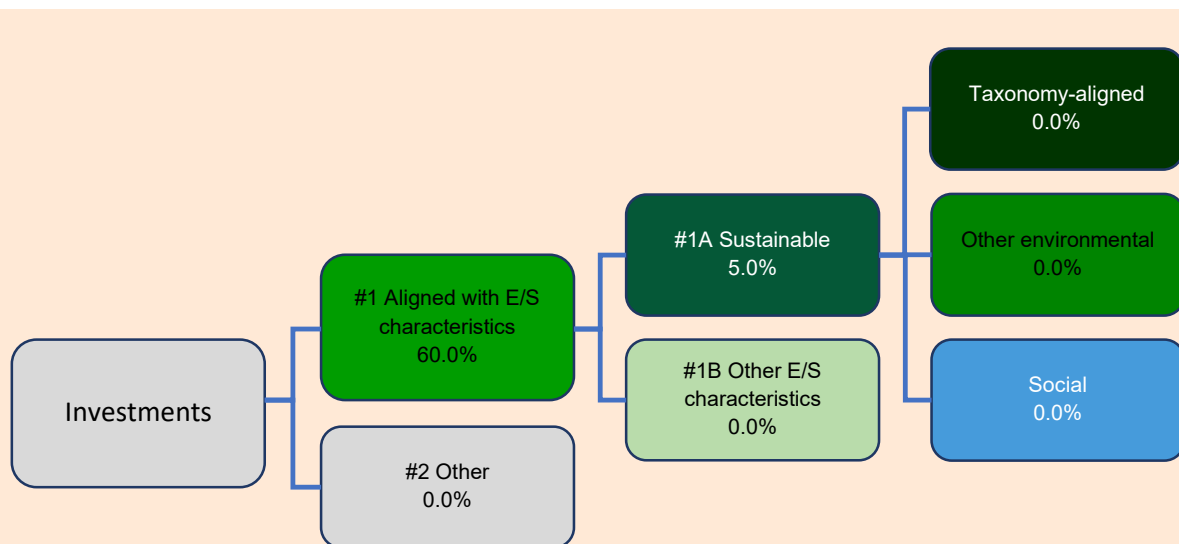 Investments
#1 Aligned with E/S
characteristics
60.0%
#2 Other
0.0%
#1A Sustainable
5.0%
#1B Other E/S
characteristics
0.0%
Taxonomy-aligned
0.0%
Other environmental
0.0%
Social
0.0%